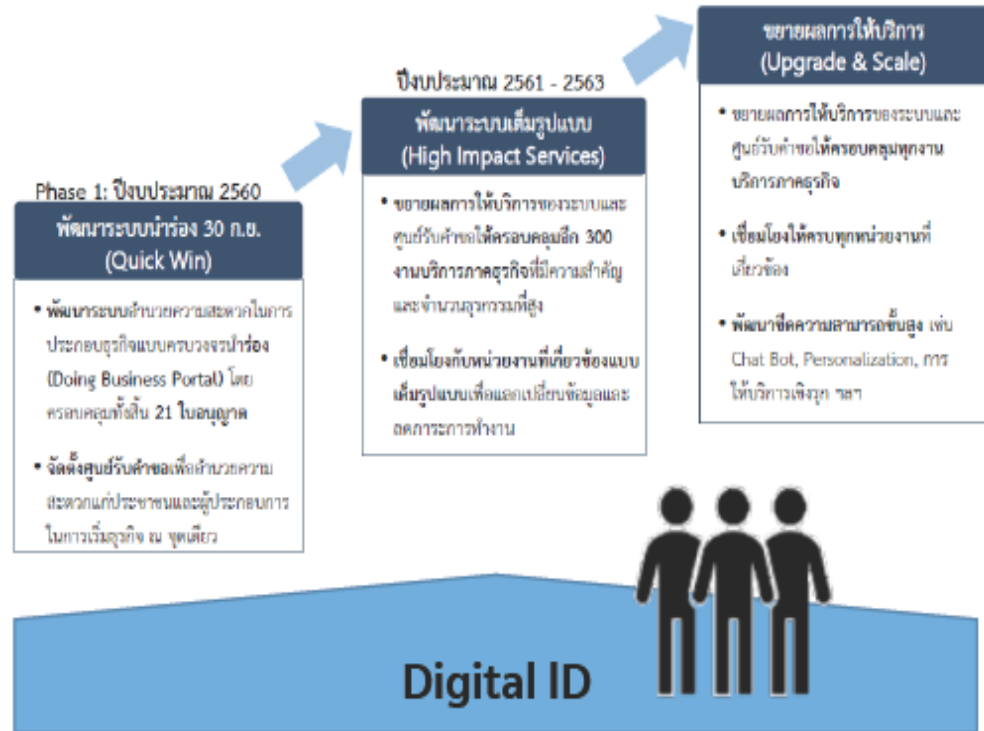 Phase 1: ปีงบประมาณ 2560
พัฒนาระบบนำร่อง 30 ก.ย.
(Quick Win)
• พัฒนาระบบอำนวยความสะดวกในการ
ประกอบธุรกิจแบบครบวงจรนำร่อง
(Doing Business Portal) โดย
ครอบคลุมทั้งสิ้น 21 ใบอนุญาต
• จัดตั้งศูนย์รับคำขอเพื่ออำนวยความ
สะดวกแก่ประชาชนและผู้ประกอบการ
ในการเริ่มธุรกิจ ณ จุดเดียว
ปีงบประมาณ 2561 - 2563
พัฒนาระบบเต็มรูปแบบ
(High Impact Services)
• ขยายผลการให้บริการของระบบและ
ศูนย์รับคำขอให้ครอบคลุมอีก 300
งานบริการภาคธุรกิจที่มีความสำคัญ
และจำนวนธุรกรรมที่สูง
• เชื่อมโยงกับหน่วยงานที่เกี่ยวข้องแบบ
เต็มรูปแบบเพื่อแลกเปลี่ยนข้อมูลและ
ลดภาระการทำงาน
ขยายผลการให้บริการ
(Upgrade & Scale)
• ขยายผลการให้บริการของระบบและ
ศูนย์รับคำขอให้ครอบคลุมทุกงาน
บริการภาคธุรกิจ
• เชื่อมโยงให้ครบทุกหน่วยงานที่
เกี่ยวข้อง
• พัฒนาขีดความสามารถขั้นสูง เช่น
Chat Bot, Personalization, การ
ให้บริการเชิงรุก ฯลฯ
Digital ID